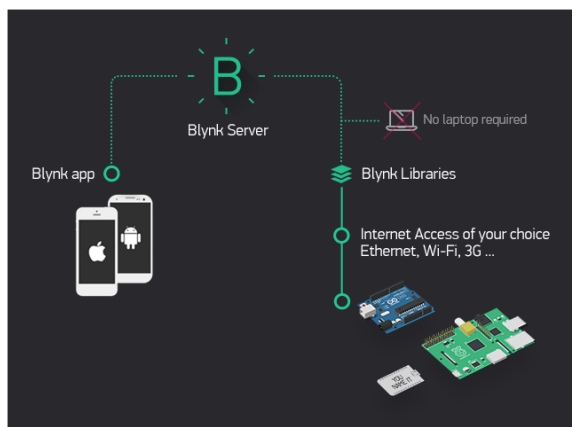 B
Blynk Server
No laptop required
Blynk app
Blynk Libraries
Internet Access of your choice
Ethernet, Wi-Fi, 3G ...
YOU
NAME IT